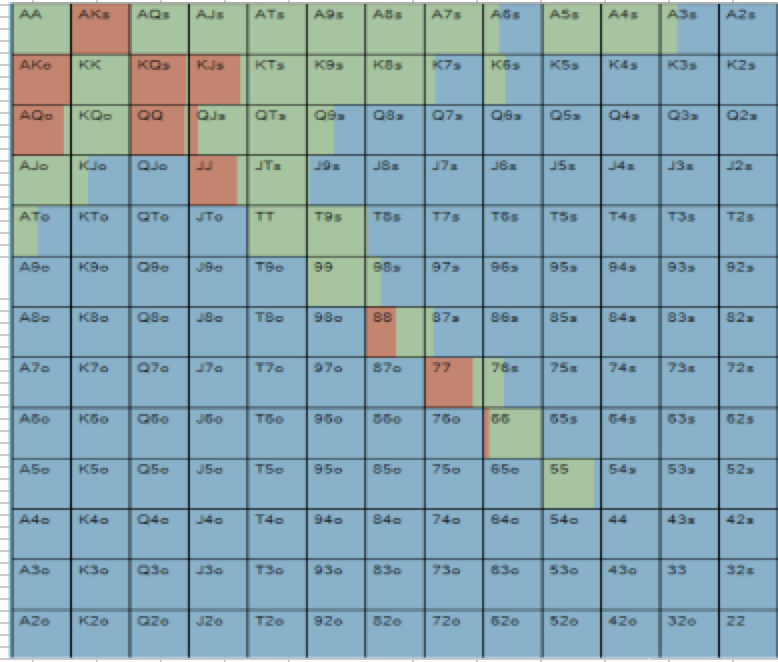 AA AKs AQs AJs ATs A9s A8s A7s A6s A5s A4s A3s A2s
AKo KK KQs KJs KTs K9s K8s K7s K6s K5s K4s K3s K2s
AQo KQo QQ QJs QTs Q9s Q8s Q7s Q6s Q5s Q4s Q3s Q2s
AJo KJo QJo JJ JTs J9s J8s J7s J6s J5s J4s J3s J2s
ATo KTo QTo JTo TT T9s T8s T7s T6s T5s T4s T3s T2s
A9o K9o Q9o J9o T9o 99 98s 97s 96s 95s 94s 93s 92s
A8o K8o Q8o J8o T8o 98o 88 87s 86s 85s 84s 83s 82s
A7o K7o Q7o J7o T7o 97o 87o 77 76s 75s 74s 73s 72s
A6o K6o Q6o J6o T6o 96o 86o 76o 66 65s 64s 63s 62s
A5o K5o Q5o J5o T5o 95o 85o 75o 65o 55 54s 53s 52s
A4o K4o Q4o J4o T4o 94o 84o 74o 64o 54o 44 43s 42s
A3o K3o Q3o J3o T3o 93o 83o 73o 63o 53o 43o 33 32s
A2o K2o Q2o J2o T2o 92o 82o 72o 62o 52o 42o 32o 22